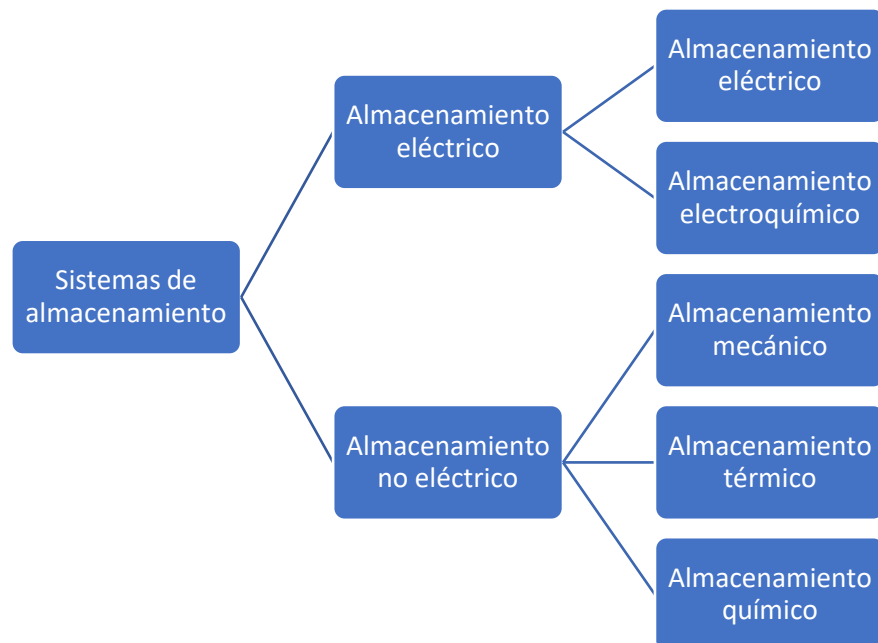 Sistemas de
almacenamiento
Almacenamiento
eléctrico
Almacenamiento
eléctrico
Almacenamiento
electroquímico
Almacenamiento
no eléctrico
Almacenamiento
mecánico
Almacenamiento
térmico
Almacenamiento
químico